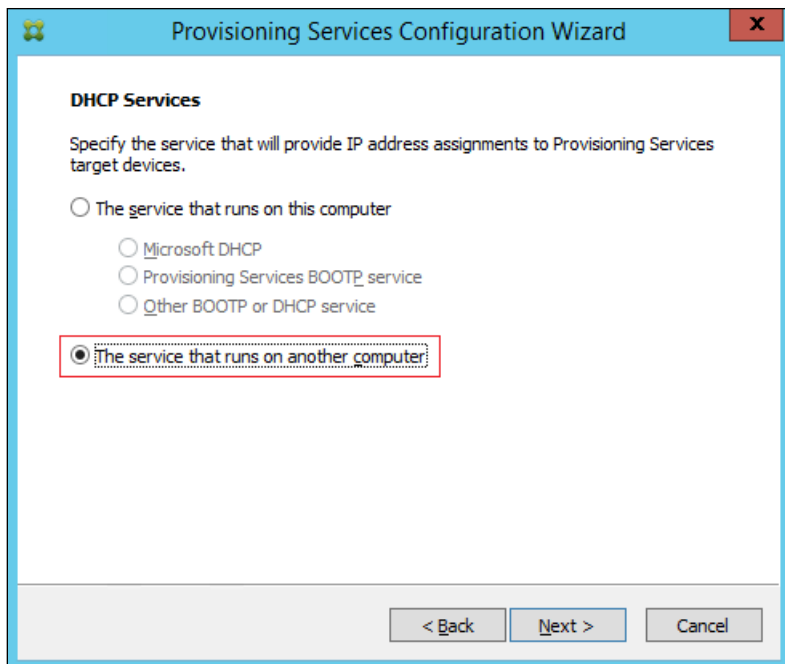 Provisioning Services Configuration Wizard
x
DHCP Services
Specify the service that will provide IP address assignments to Provisioning Services
target devices.
The service that runs on this computer
Microsoft DHCP
Provisioning Services BOOTP service
Other BOOTP or DHCP service
The service that runs on another computer
< Back
Next >
Cancel